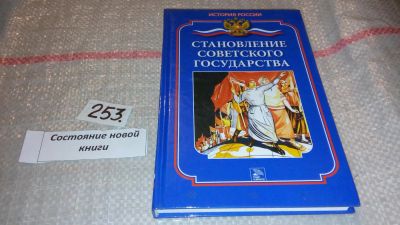 ИСТОРИЯ РОССИИ
СТАНОВЛЕНИЕ
СОВЕТСКОГО
ГОСУДАРСТВА
253.
Состояние новой
книги